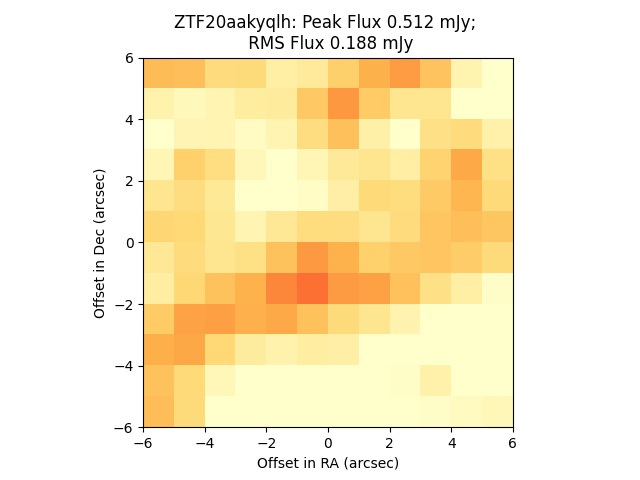 ZTF20aakyqlh: Peak Flux 0.512 mJy;
RMS Flux 0.188 mJy
6
4
2
0
−2
−4
−6
Offset in Dec (arcsec)
−6 −4 −2 0 2 4 6
Offset in RA (arcsec)